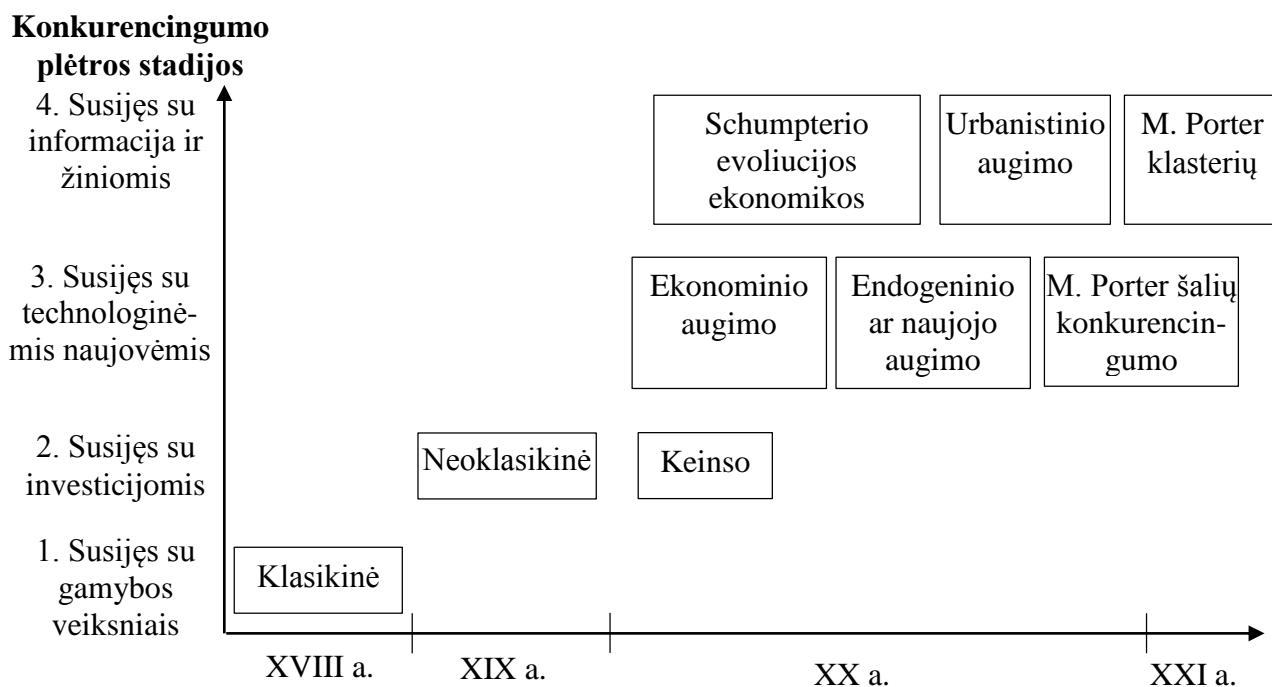 Konkurencingumo
plėtros stadijos
4. Susijęs su
informacija ir
žiniomis
Schumpterio
evoliucijos
ekonomikos
Urbanistinio
augimo
M. Porter
klasterių
3. Susijęs su
technologinė-
mis naujovėmis
Ekonominio
augimo
Endogeninio
ar naujojo
augimo
M. Porter šalių
konkurencin-
gumo
2. Susijęs su
investicijomis
Neoklasikinė
Keinso
1. Susijęs su
gamybos
veiksniais
Klasikinė
XVIII a.
XIX a.
XX a.
XXI a.